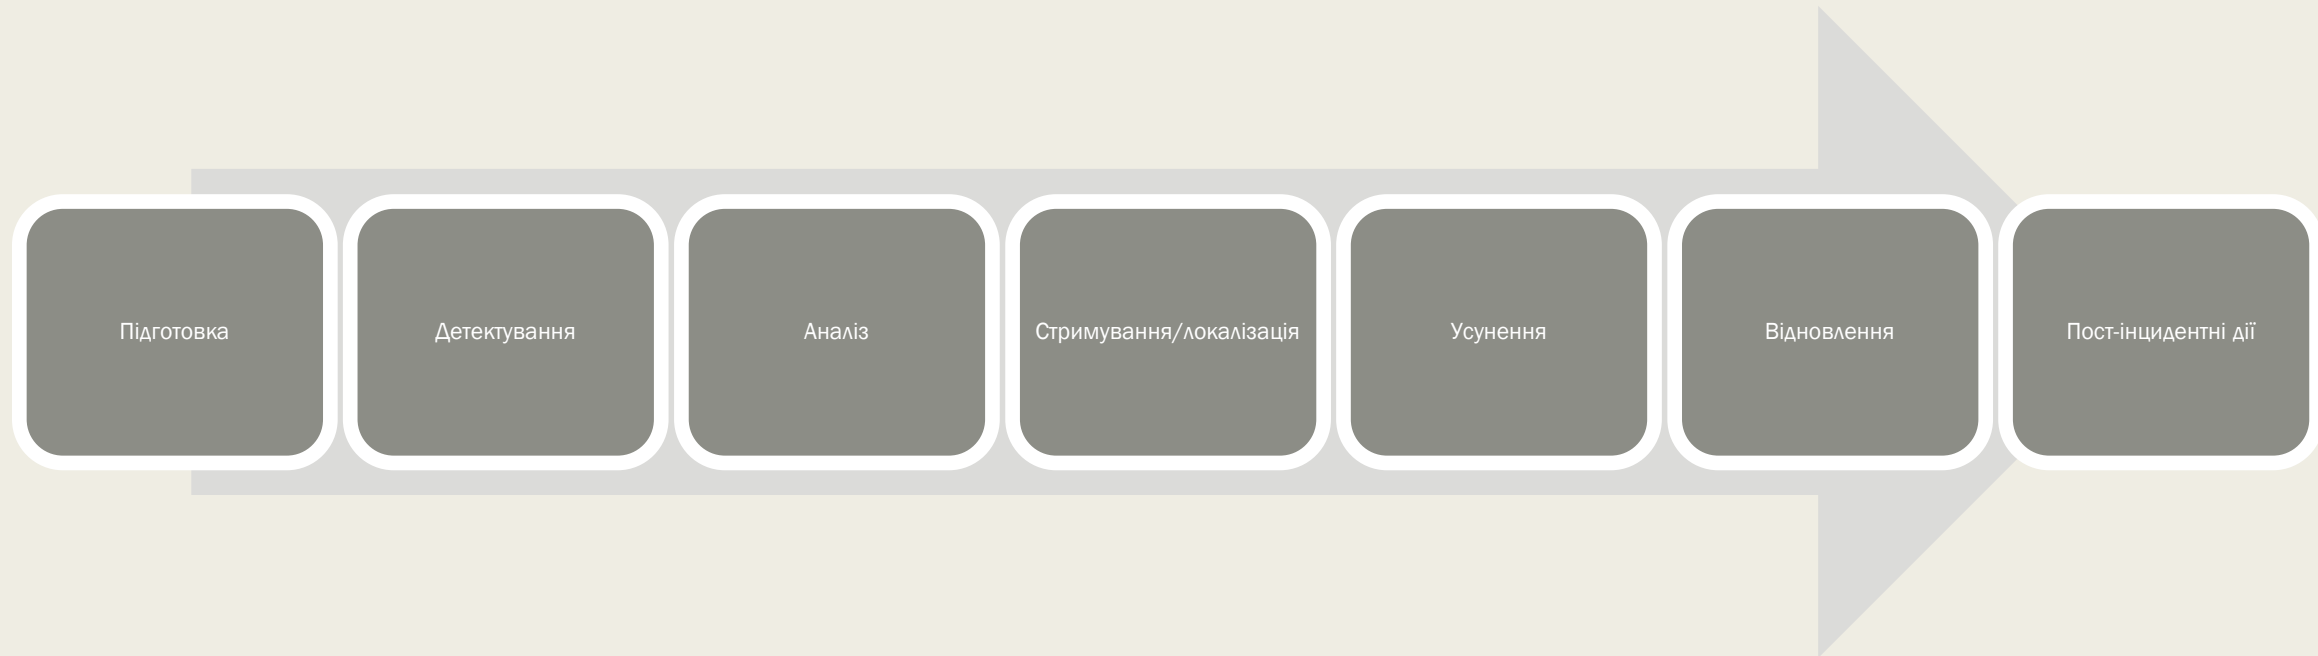 Підготовка
Детектування
Аналіз
Стримування/локалізація
Усунення
Відновлення
Пост-інцидентні дії